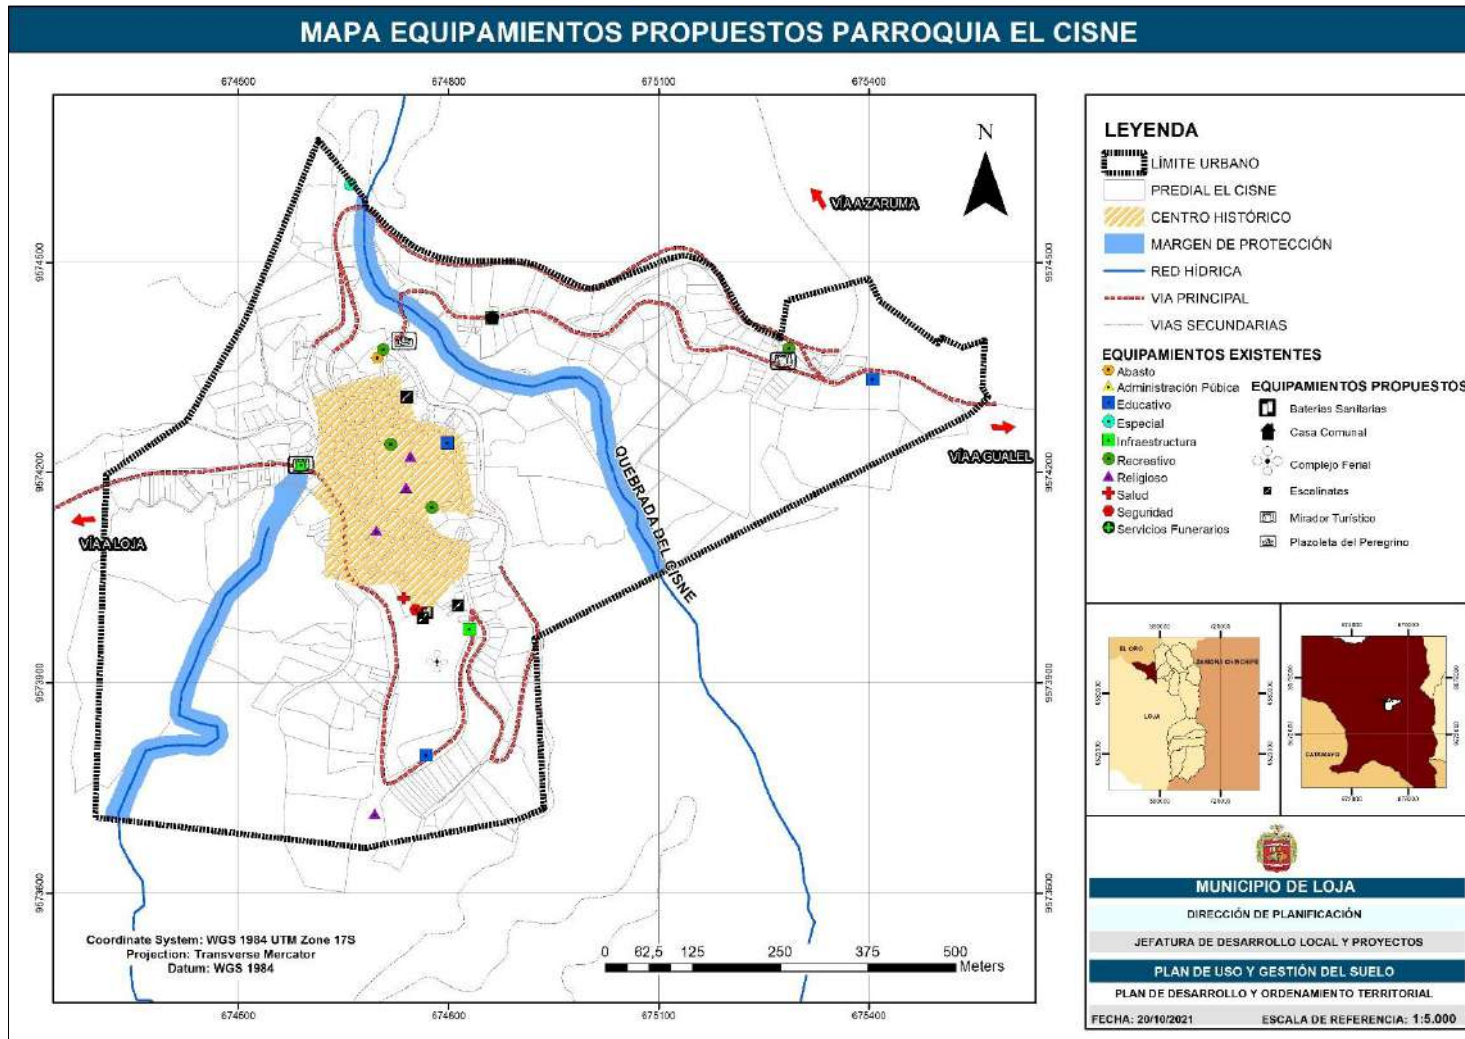 MAPA EQUIPAMIENTOS PROPUESTOS PARROQUIA EL CISNE
674500 674800 675100 675400
N
VÍA A ZARUMA
9574500 9574500
9574200 9574200
VÍA A GUALEL
VÍA A LOJA
QUEBRADA DEL CISNE
9573900 9573900
9573600 9573600
Coordinate System: WGS 1984 UTM Zone 17S
Projection: Transverse Mercator
Datum: WGS 1984
0 62,5 125 250 375 500
Meters
674500 674800 675100 675400
LEYENDA
LÍMITE URBANO
PREDIAL EL CISNE
CENTRO HISTÓRICO
MARGEN DE PROTECCIÓN
RED HÍDRICA
VIA PRINCIPAL
VIAS SECUNDARIAS
EQUIPAMIENTOS EXISTENTES
Abasto
Administración Púbica
Educativo
Especial
Infraestructura
Recreativo
Religioso
Salud
Seguridad
Servicios Funerarios
EQUIPAMIENTOS PROPUESTOS
Baterias Sanitarias
Casa Comunal
Complejo Ferial
Escalinatas
Mirador Turístico
Plazoleta del Peregrino
EL ORO
ZAMORA CHINCHIPE
LOJA
CATAMAYO
MUNICIPIO DE LOJA
DIRECCIÓN DE PLANIFICACIÓN
JEFATURA DE DESARROLLO LOCAL Y PROYECTOS
PLAN DE USO Y GESTIÓN DEL SUELO
PLAN DE DESARROLLO Y ORDENAMIENTO TERRITORIAL
FECHA: 20/10/2021 ESCALA DE REFERENCIA: 1:5.000